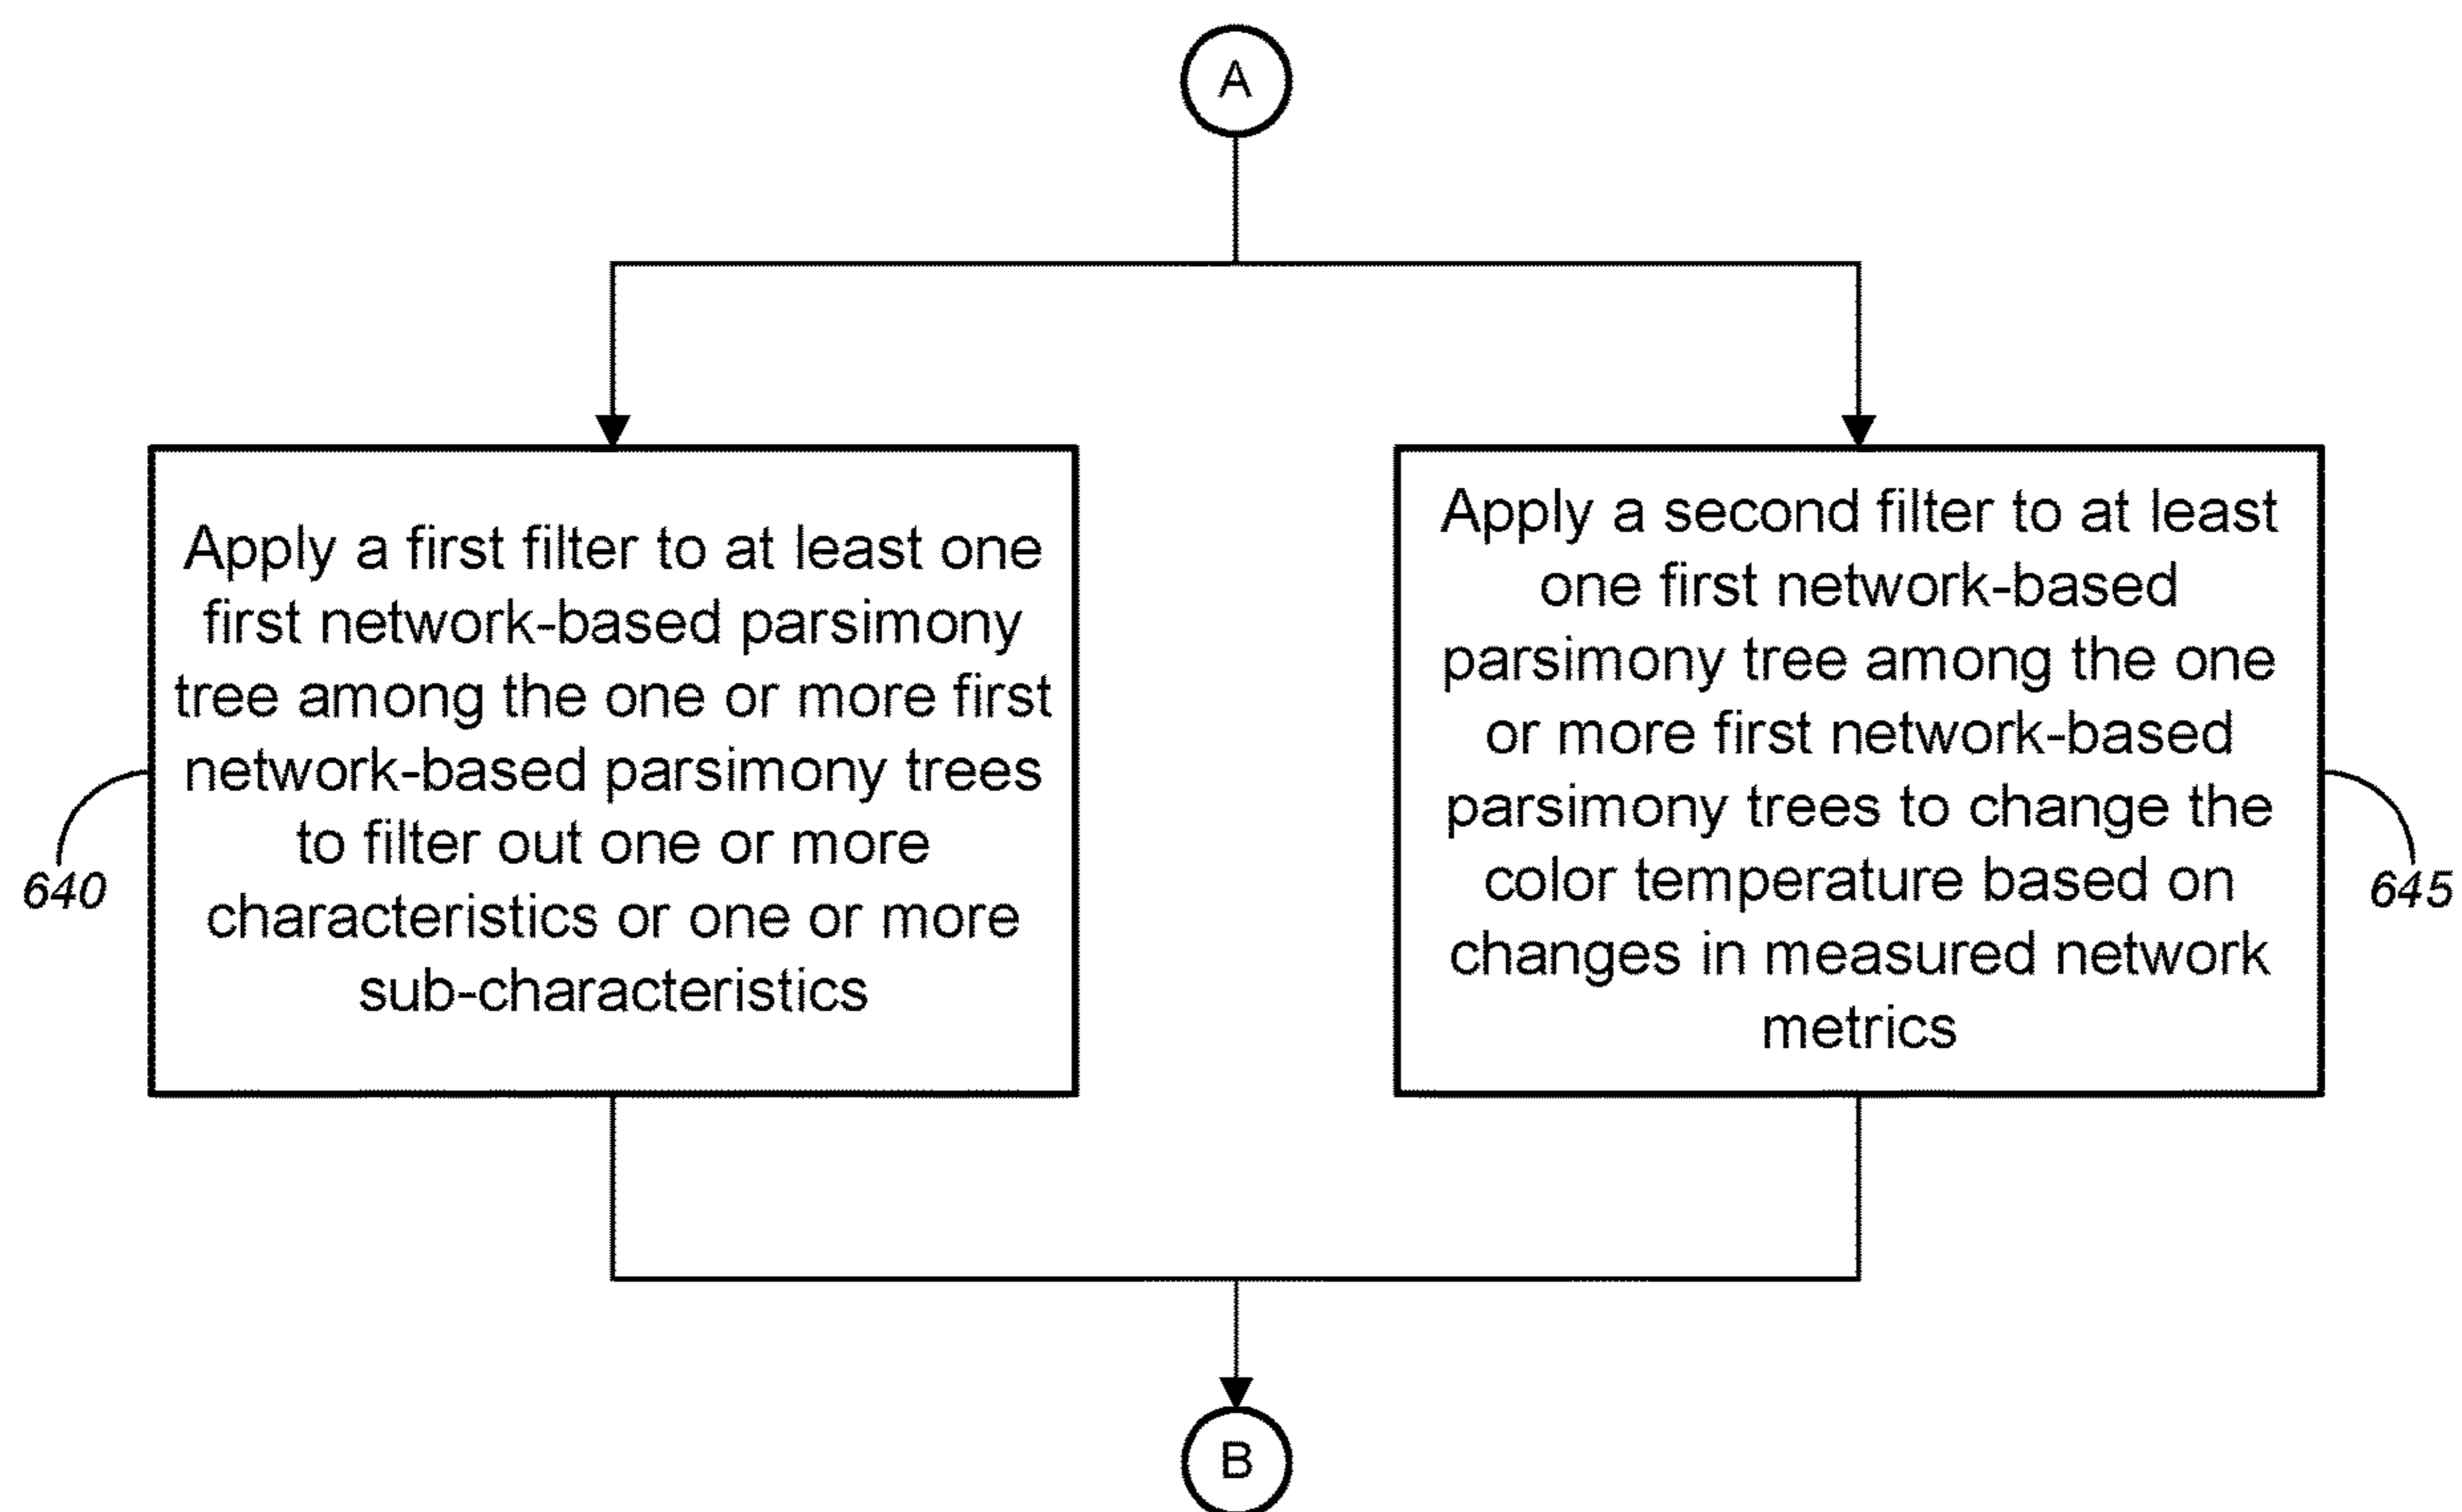 A
Apply a first filter to at least one
first network-based parsimony
tree among the one or more first
network-based parsimony trees
to filter out one or more
characteristics or one or more
sub-characteristics
640
Apply a second filter to at least
one first network-based
parsimony tree among the one
or more first network-based
parsimony trees to change the
color temperature based on
changes in measured network
metrics
645
B